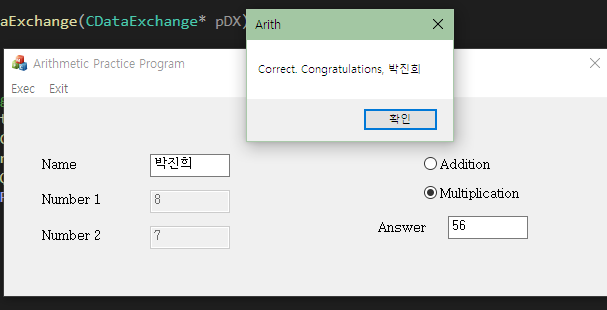 aExchange(CDataExchange* pDX)
Arith
Correct, Congratulations, 박진희
확인
Arithmetic Practice Program
Exec Exit
Name 박진희
Addition
Number 1 8
Multiplication
Number 2 7
Answer 56